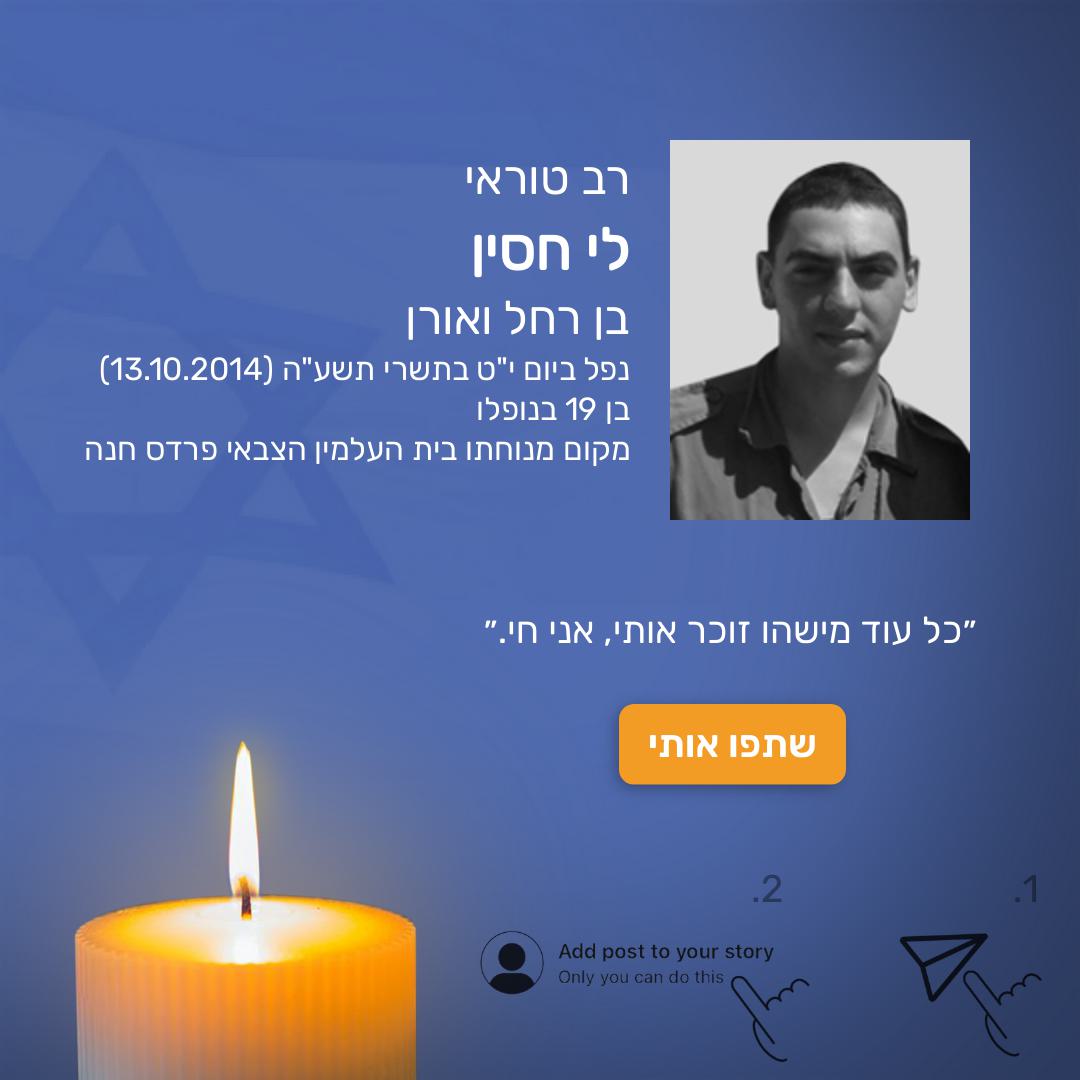 רב טוראי
לי חסין
בן רחל ואורן
נפל ביום י"ט בתשרי תשע"ה (13.10.2014)
בן 19 בנופלו
מקום מנוחתו בית העלמין הצבאי פרדס חנה
״כל עוד מישהו זוכר אותי, אני חי.״
שתפו אותי
.1
.2
Add post to your story
Only you can do this